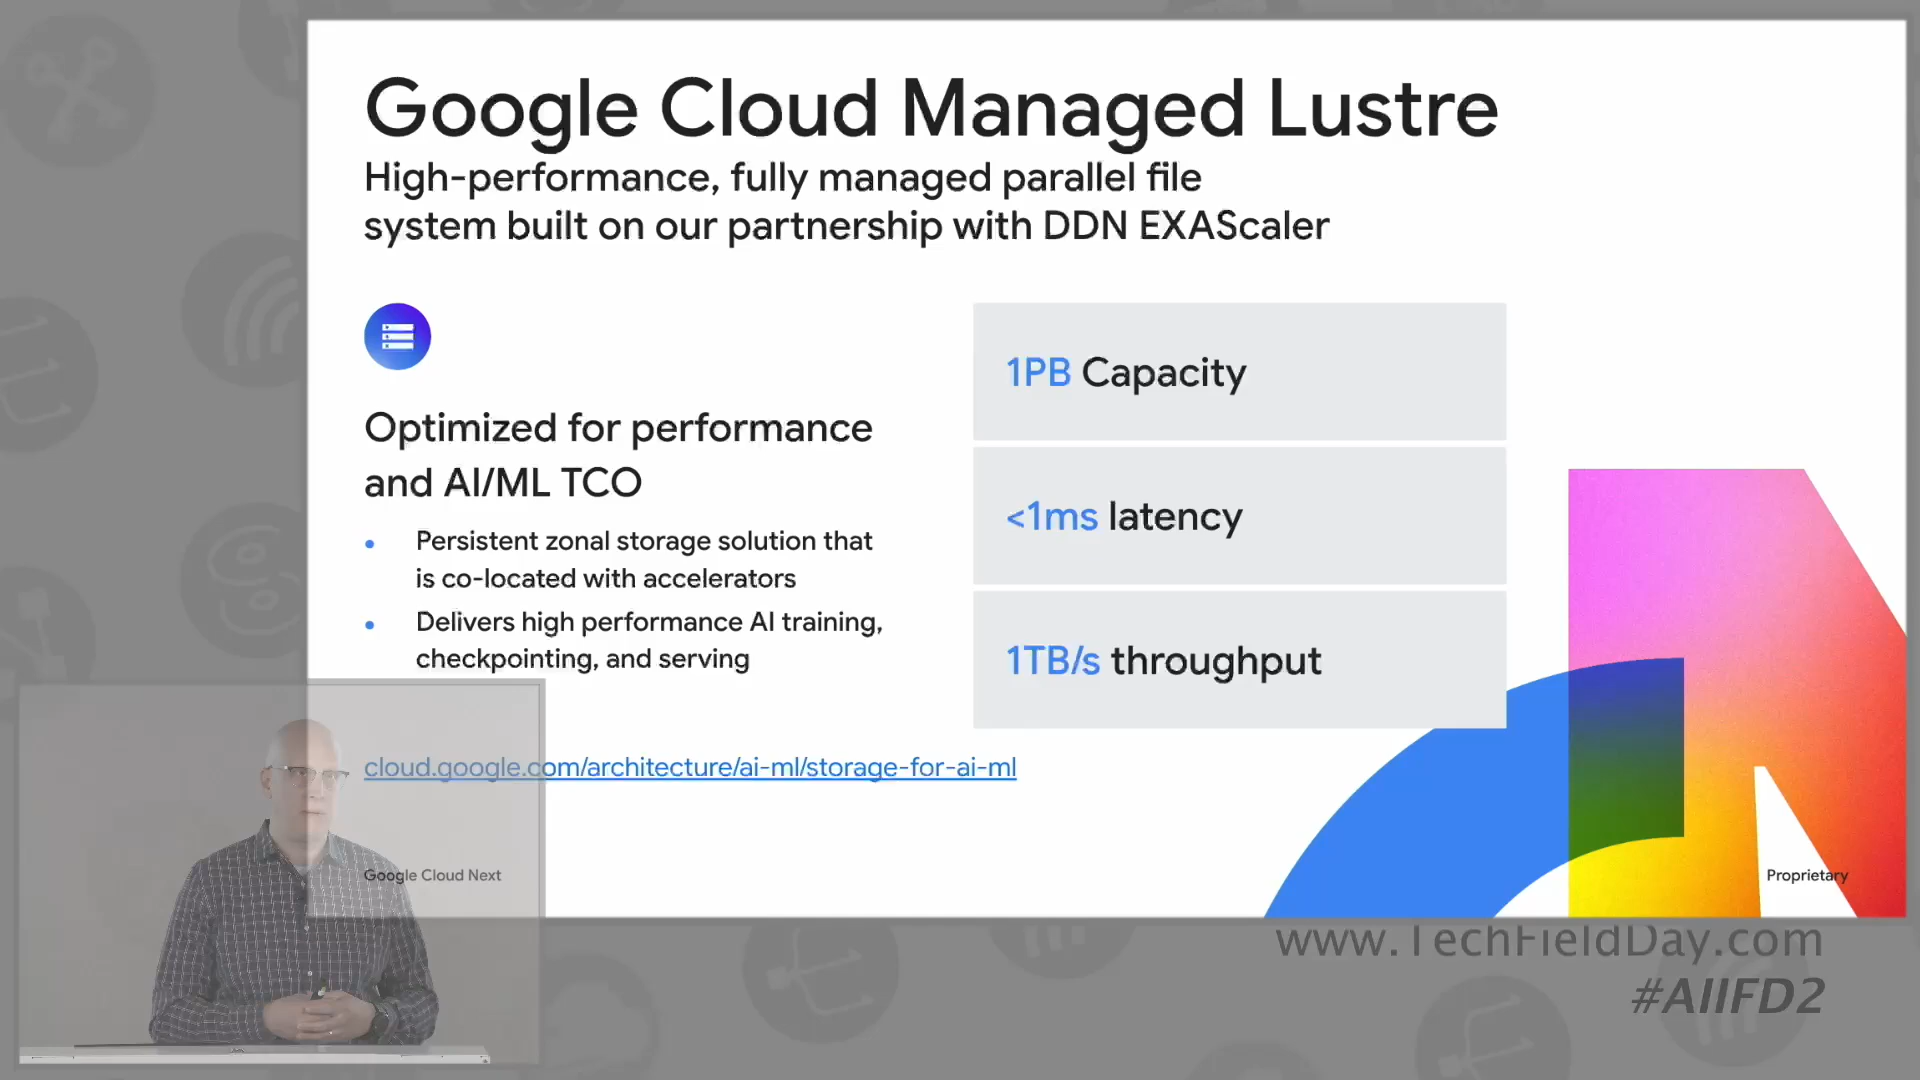 Google Cloud Managed Lustre
High-performance, fully managed parallel file
system built on our partnership with DDN EXAScaler
Optimized for performance
and AI/ML TCO
• Persistent zonal storage solution that
is co-located with accelerators
• Delivers high performance AI training,
checkpointing, and serving
cloud.google.com/architecture/ai-ml/storage-for-ai-ml
1PB Capacity
<1ms latency
1TB/s throughput
Google Cloud Next
Proprietary
www.TechFieldDay.com
#AIIFD2